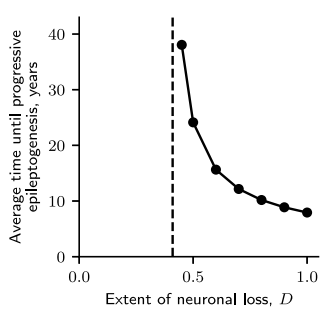 Average time until progressive
epileptogenesis, years
40
30
20
10
0
0.0
0.5
1.0
Extent of neuronal loss, D